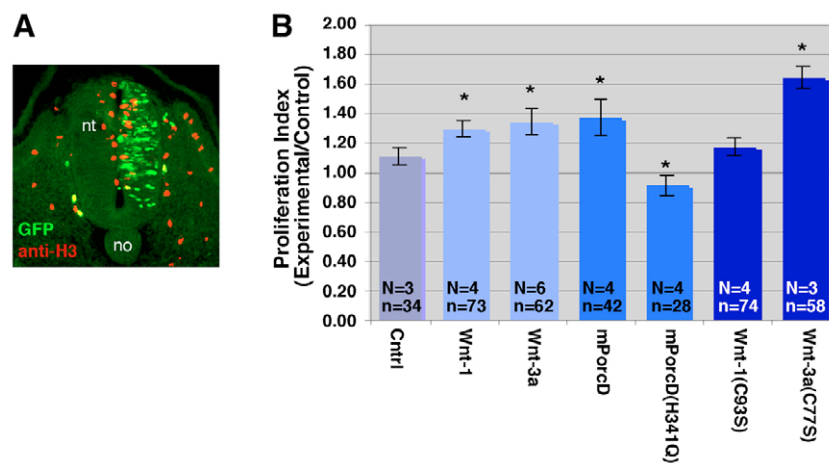 A
nt
GFP
anti-H3
no
B
Proliferation Index
(Experimental/Control)
2.00
1.80
1.60
1.40
1.20
1.00
0.80
0.60
0.40
0.20
0.00
*
*
*
*
*
N=3
n=34
N=4
n=73
N=6
n=62
N=4
n=42
N=4
n=28
N=4
n=74
N=3
n=58
Cntrl
Wnt-1
Wnt-3a
mPorcD
mPorcD(H341Q)
Wnt-1(C93S)
Wnt-3a(C77S)